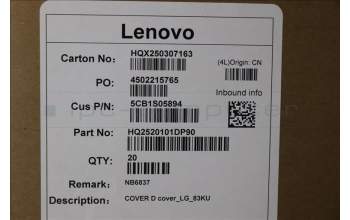 Lenovo
Carton No: HQX250307163
(4L)Origin: CN
PO: 4502215765
Inbound info
Cus P/N: 5CB1S05894
Part No: HQ2520101DP90
QTY: 20
Remark: NB6837
Description: COVER D cover_LG_83KU